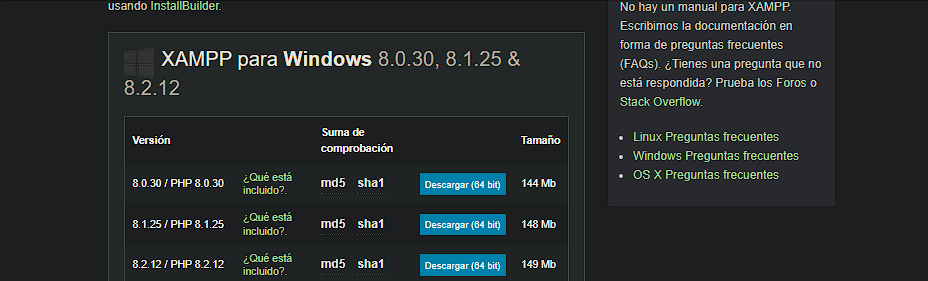 usando InstallBuilder.
XAMPP para Windows 8.0.30, 8.1.25 &
8.2.12
Versión Suma de comprobación Tamaño
8.0.30 / PHP 8.0.30 ¿Qué está incluido?. md5 sha1 Descargar (64 bit) 144 Mb
8.1.25 / PHP 8.1.25 ¿Qué está incluido?. md5 sha1 Descargar (64 bit) 148 Mb
8.2.12 / PHP 8.2.12 ¿Qué está incluido?. md5 sha1 Descargar (64 bit) 149 Mb
No hay un manual para XAMPP.
Escribimos la documentación en
forma de preguntas frecuentes
(FAQs). ¿Tienes una pregunta que no
está respondida? Prueba los Foros o
Stack Overflow.
Linux Preguntas frecuentes
Windows Preguntas frecuentes
OS X Preguntas frecuentes